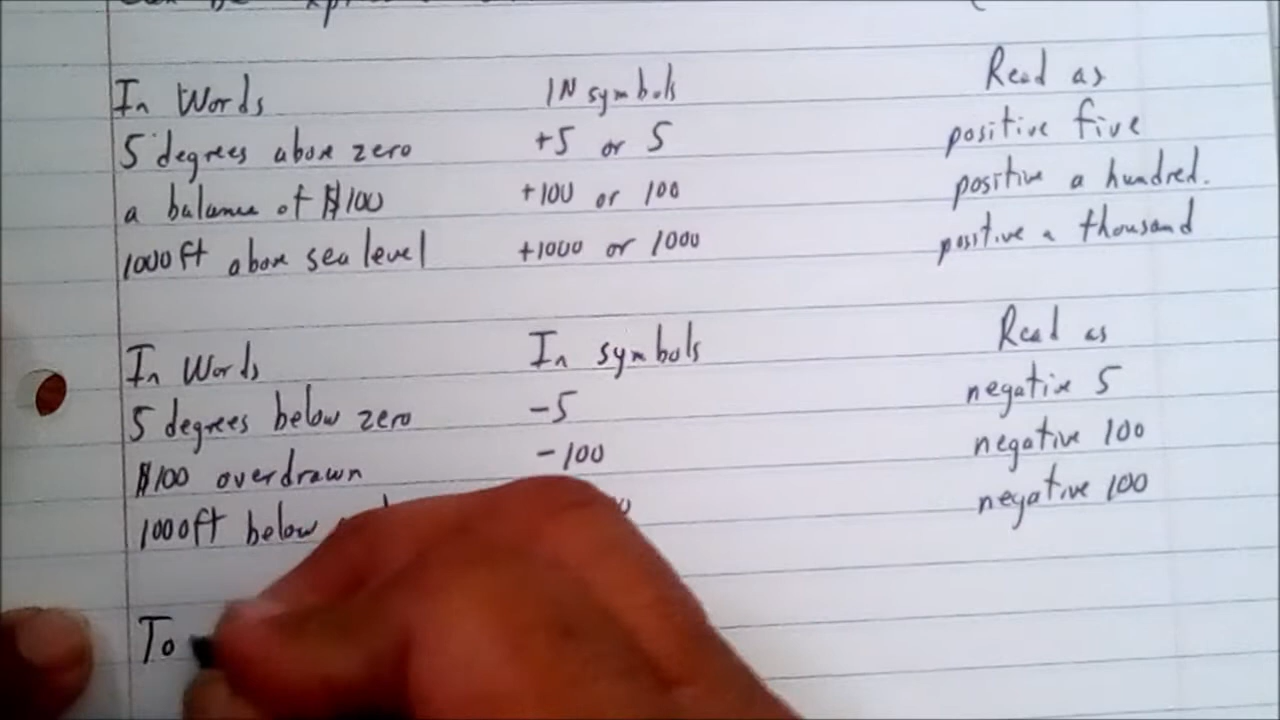 can be
In Words IN symbols Read as
5 degrees above zero +5 or 5 positive five
a balance of $100 +100 or 100 positive a hundred.
1000ft above sea level +1000 or 1000 positive a thousand
In Words In symbols Read as
5 degrees below zero -5 negative 5
$100 overdrawn -100 negative 100
1000ft below negative 100
To